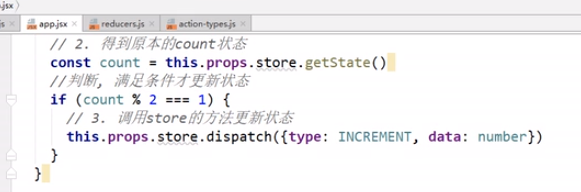 .jsx
js × app.jsx × reducers.js × action-types.js ×
// 2. 得到原本的count状态
const count = this.props.store.getState()
//判断, 满足条件才更新状态
if (count % 2 === 1) {
// 3. 调用store的方法更新状态
this.props.store.dispatch({type: INCREMENT, data: number})
}
}